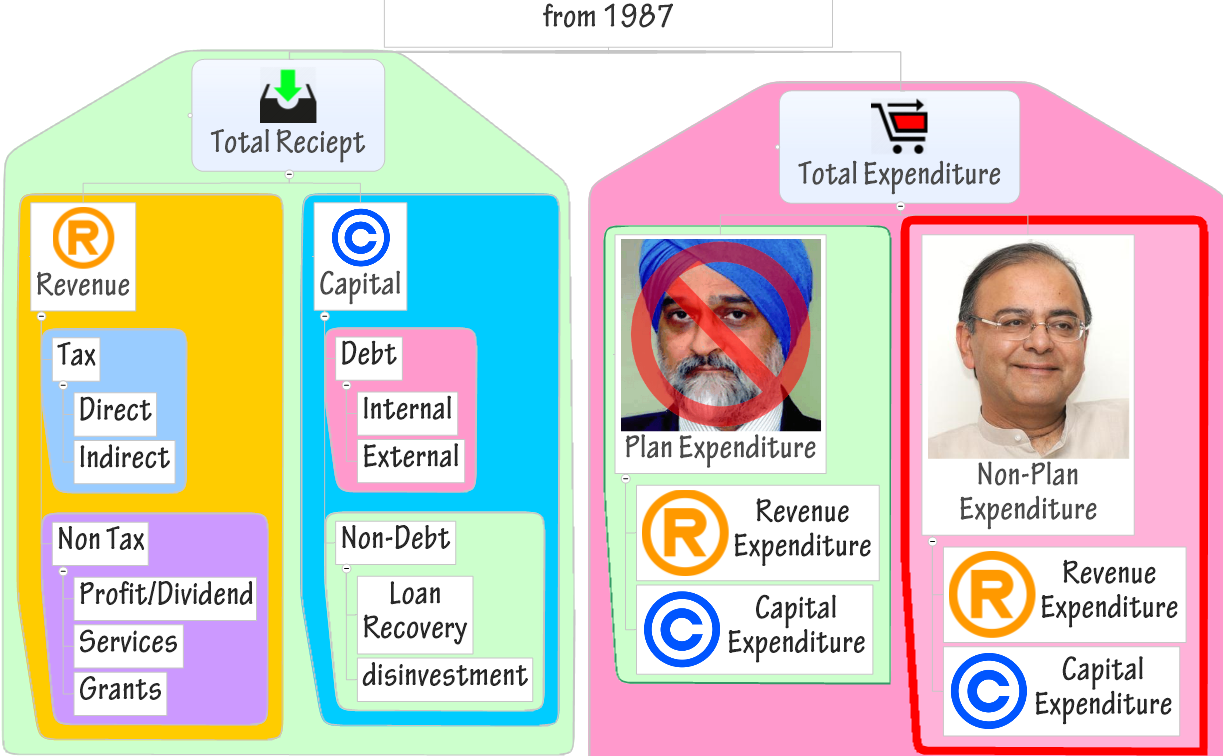 from 1987
Total Reciept
Revenue
Tax
Direct
Indirect
Non Tax
Profit/Dividend
Services
Grants
Capital
Debt
Internal
External
Non-Debt
Loan
Recovery
disinvestment
Total Expenditure
Plan Expenditure
R Revenue
Expenditure
C Capital
Expenditure
Non-Plan
Expenditure
R Revenue
Expenditure
C Capital
Expenditure